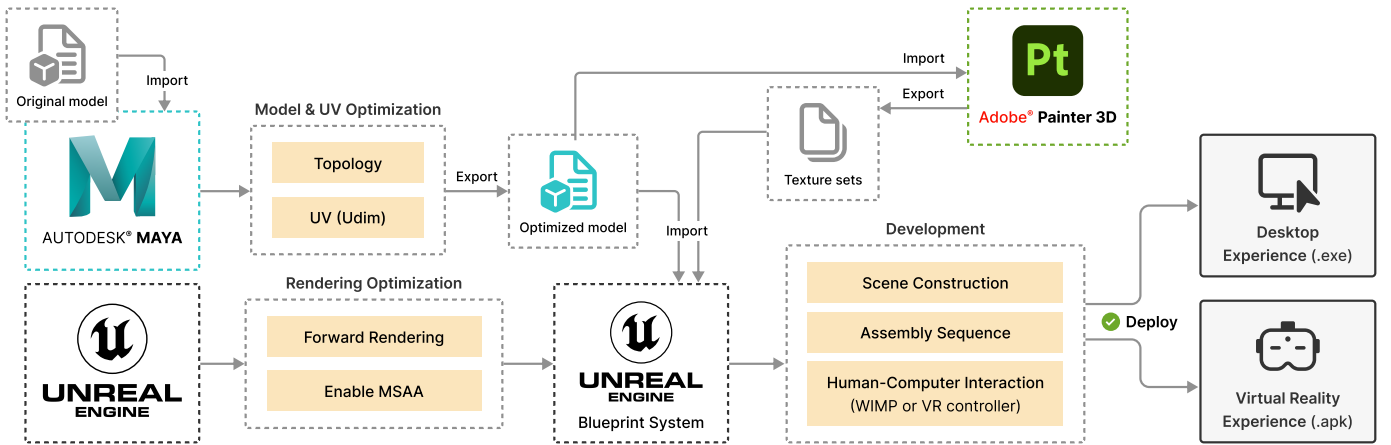 Original model
Import
AUTODESK® MAYA
Model & UV Optimization
Topology
UV (Udim)
Export
Optimized model
Import
Export
Pt
Adobe® Painter 3D
Texture sets
Import
UNREAL
ENGINE
Rendering Optimization
Forward Rendering
Enable MSAA
UNREAL
ENGINE
Blueprint System
Development
Scene Construction
Assembly Sequence
Human-Computer Interaction
(WIMP or VR controller)
Deploy
Desktop
Experience (.exe)
Virtual Reality
Experience (.apk)